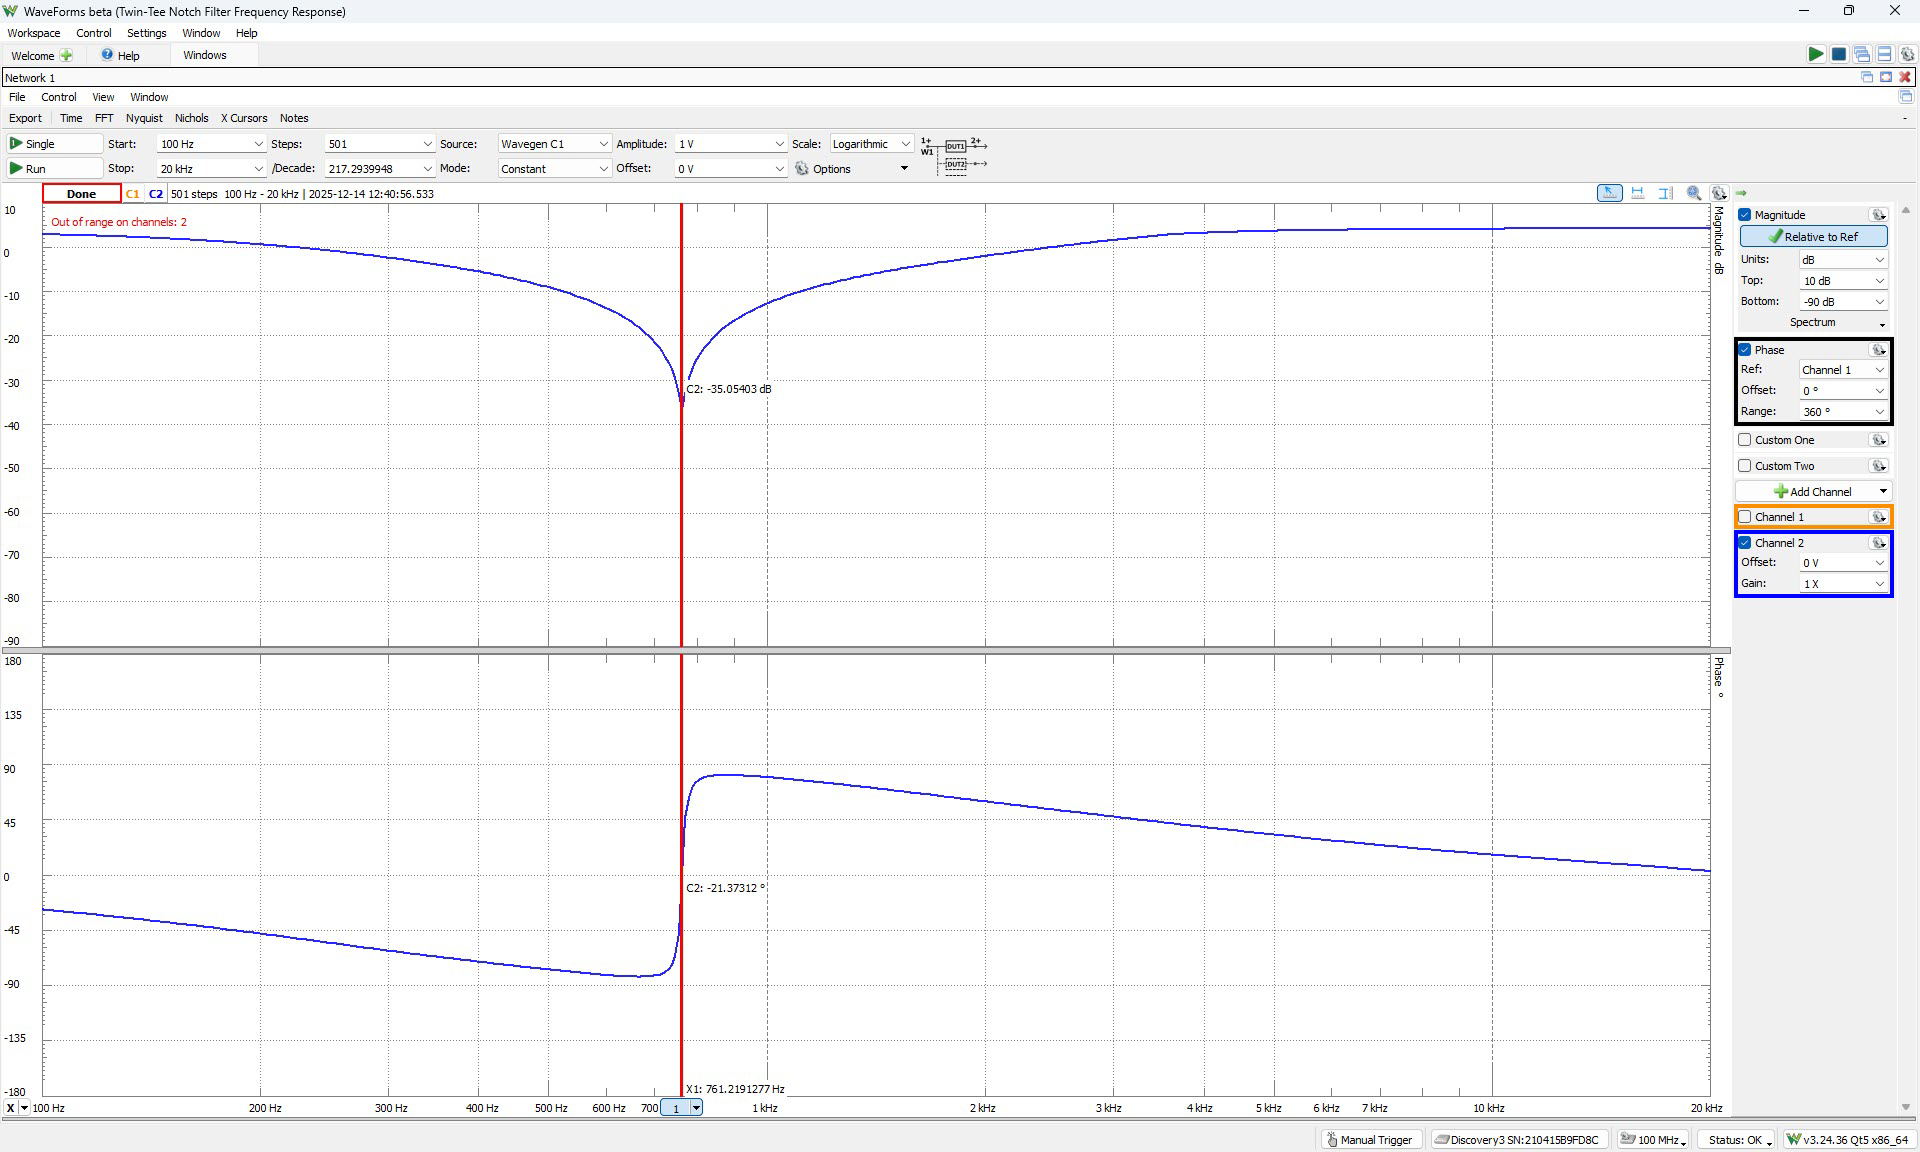 WaveForms beta (Twin-Tee Notch Filter Frequency Response)
Workspace Control Settings Window Help
Welcome Help Windows
Network 1
File Control View Window
Export Time FFT Nyquist Nichols X Cursors Notes
Single Start: 100 Hz Steps: 501 Source: Wavegen C1 Amplitude: 1 V Scale: Logarithmic 1+ W1 DUT1 2+
Run Stop: 20 kHz /Decade: 217.2939948 Mode: Constant Offset: 0 V Options DUT2
Done C1 C2 501 steps 100 Hz - 20 kHz | 2025-12-14 12:40:56.533
Out of range on channels: 2
10
0
-10
-20
-30
-40
-50
-60
-70
-80
-90
C2: -35.05403 dB
Magnitude dB
180
135
90
45
0
-45
-90
-135
-180
C2: -21.37312 °
Phase °
X1: 761.2191277 Hz
X 100 Hz 200 Hz 300 Hz 400 Hz 500 Hz 600 Hz 700 1 1 kHz 2 kHz 3 kHz 4 kHz 5 kHz 6 kHz 7 kHz 10 kHz 20 kHz
Magnitude
Relative to Ref
Units: dB
Top: 10 dB
Bottom: -90 dB
Spectrum
Phase
Ref: Channel 1
Offset: 0 °
Range: 360 °
Custom One
Custom Two
Add Channel
Channel 1
Channel 2
Offset: 0 V
Gain: 1 X
Manual Trigger Discovery3 SN:210415B9FD8C 100 MHz Status: OK v3.24.36 Qt5 x86_64